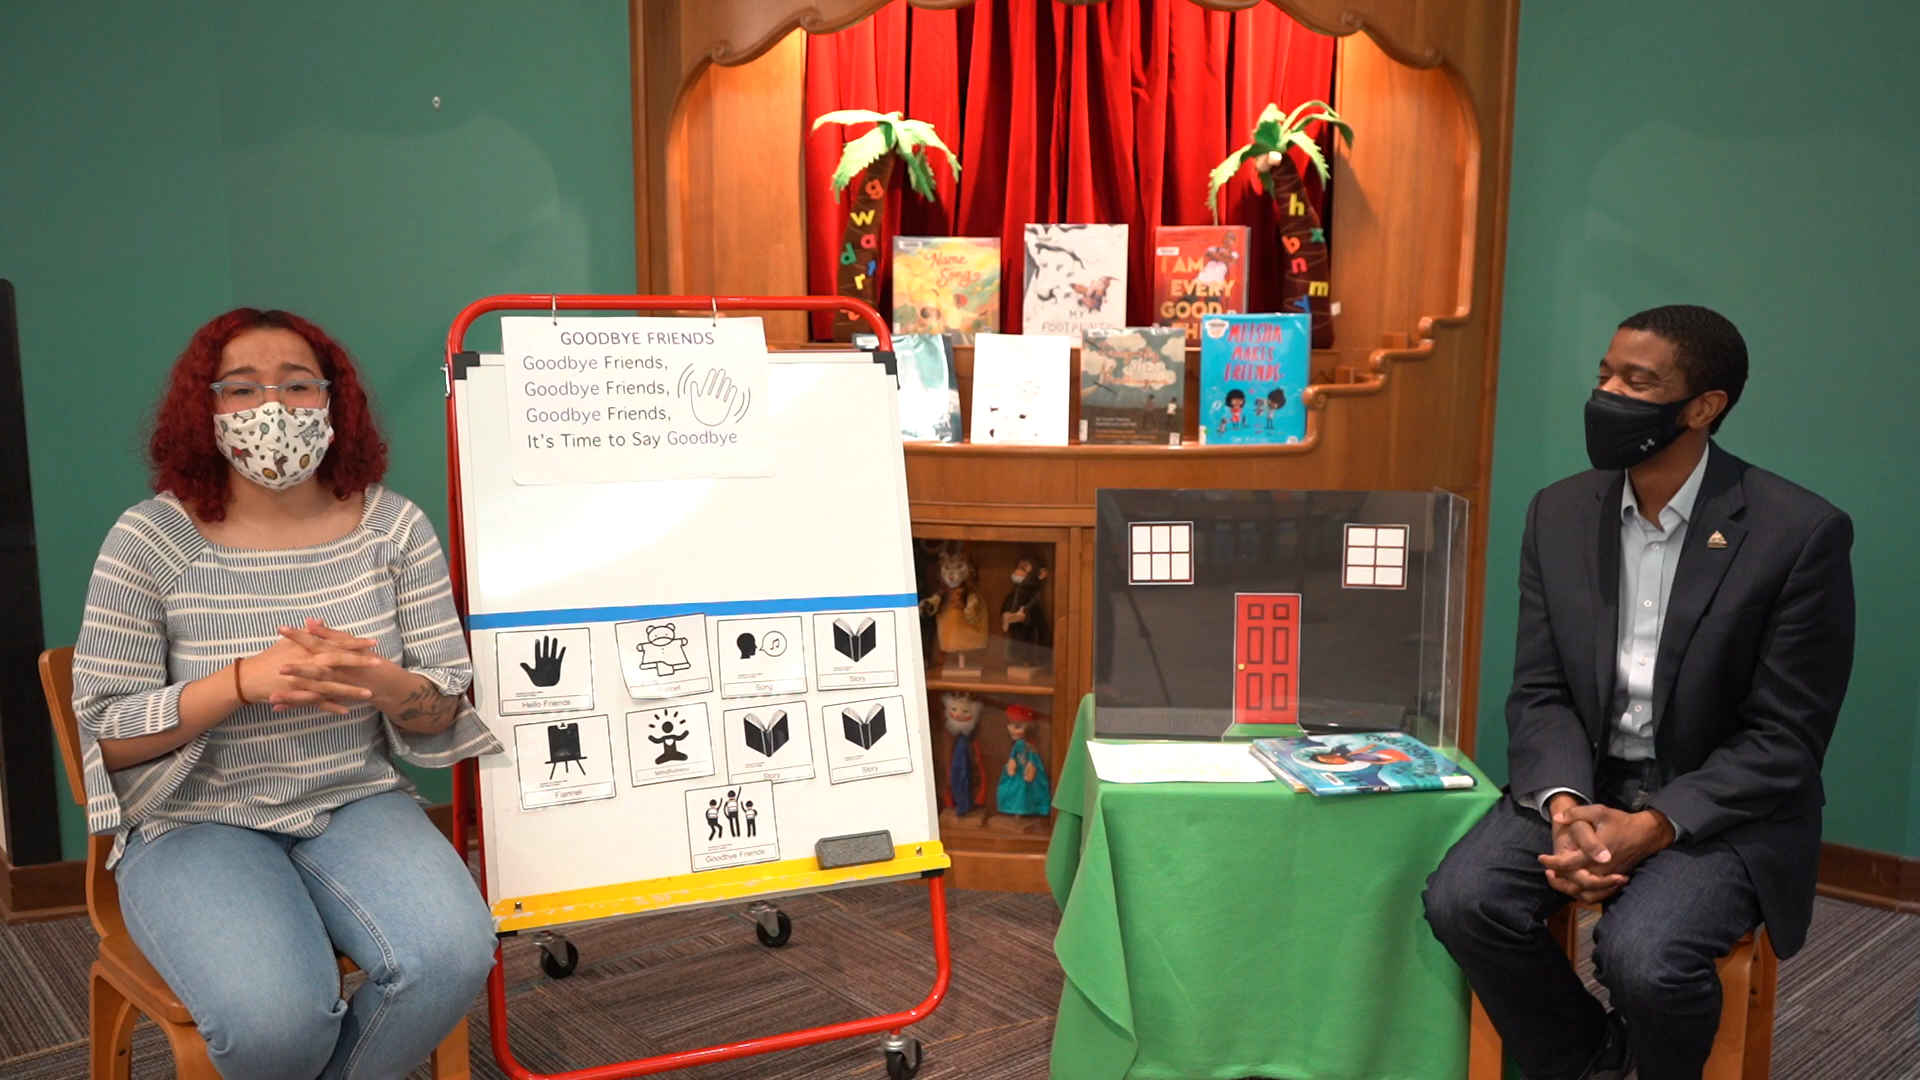 GOODBYE FRIENDS
Goodbye Friends,
Goodbye Friends,
Goodbye Friends,
It's Time to Say Goodbye
Hello Friends
Puppet
Song
Story
Flannel
Mindfulness
Story
Story
Goodbye Friends
g
w
a
d
r
h
x
b
n
m
Name
Song
MY
FOOTPRINTS
I AM
EVERY
GOOD
THING
MEESHA
MAKES
FRIENDS